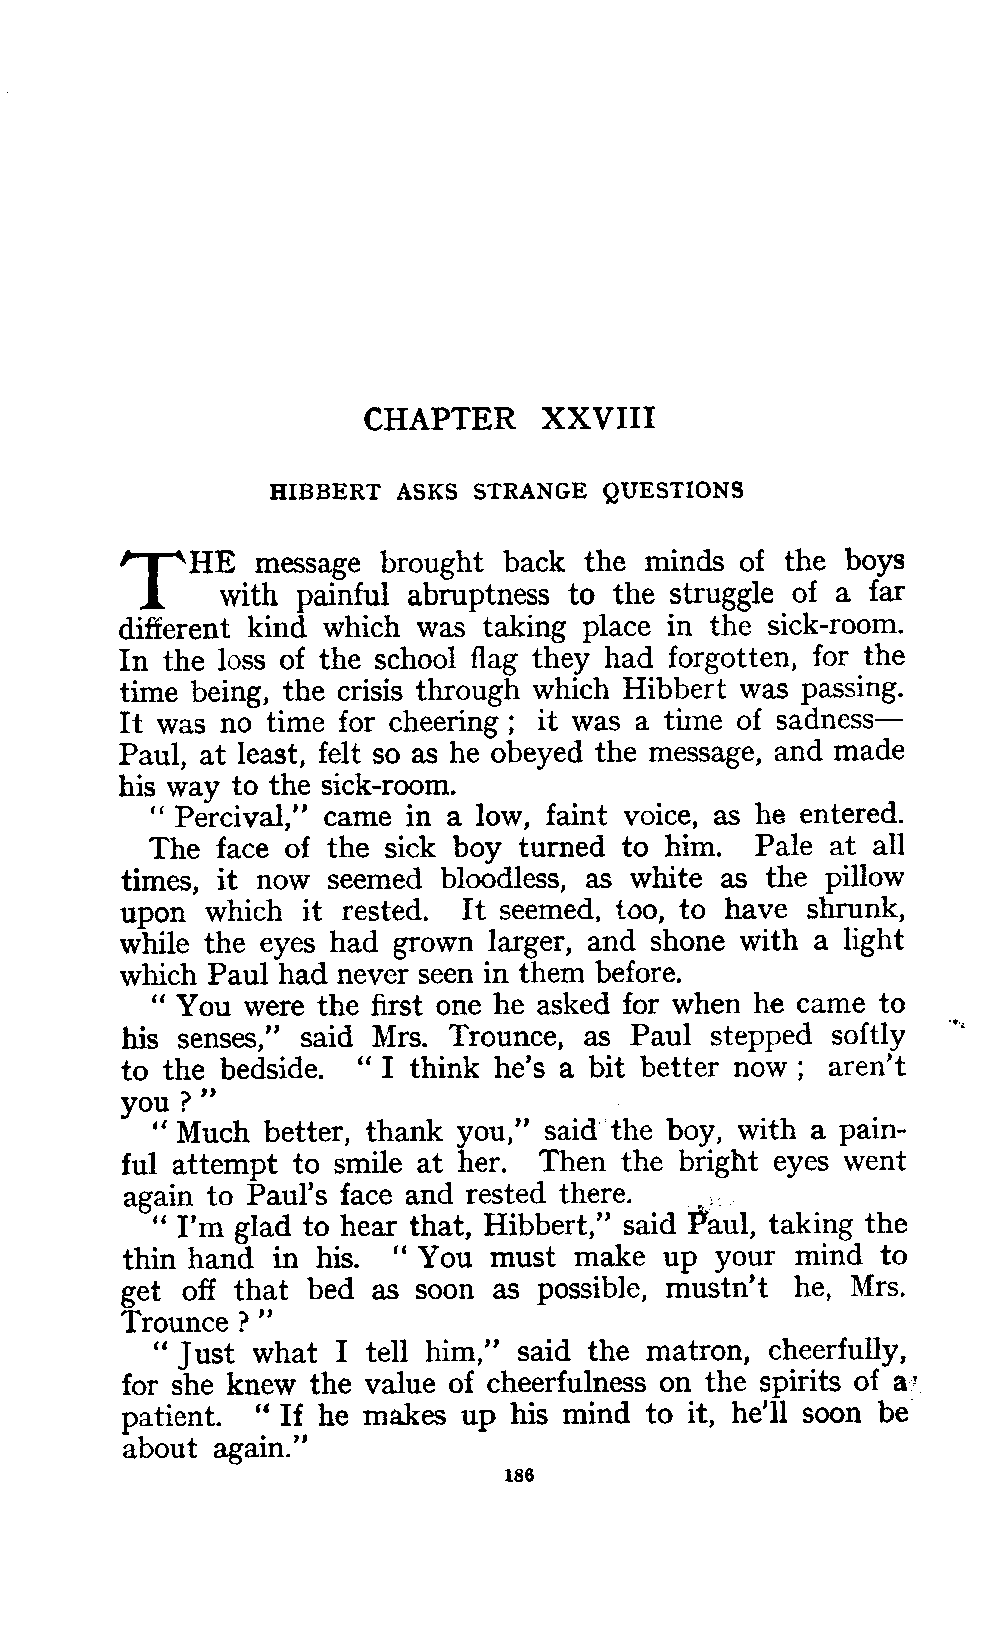 CHAPTER XXVIII
HIBBERT ASKS STRANGE QUESTIONS
THE message brought back the minds of the boys
with painful abruptness to the struggle of a far
different kind which was taking place in the sick-room.
In the loss of the school flag they had forgotten, for the
time being, the crisis through which Hibbert was passing.
It was no time for cheering ; it was a time of sadness—
Paul, at least, felt so as he obeyed the message, and made
his way to the sick-room.
" Percival," came in a low, faint voice, as he entered.
The face of the sick boy turned to him. Pale at all
times, it now seemed bloodless, as white as the pillow
upon which it rested. It seemed, too, to have shrunk,
while the eyes had grown larger, and shone with a light
which Paul had never seen in them before.
" You were the first one he asked for when he came to
his senses," said Mrs. Trounce, as Paul stepped softly
to the bedside. " I think he's a bit better now ; aren't
you ? "
" Much better, thank you," said the boy, with a pain-
ful attempt to smile at her. Then the bright eyes went
again to Paul's face and rested there.
" I'm glad to hear that, Hibbert," said Paul, taking the
thin hand in his. " You must make up your mind to
get off that bed as soon as possible, mustn't he, Mrs.
Trounce ? "
" Just what I tell him," said the matron, cheerfully,
for she knew the value of cheerfulness on the spirits of a
patient. " If he makes up his mind to it, he'll soon be
about again."
186